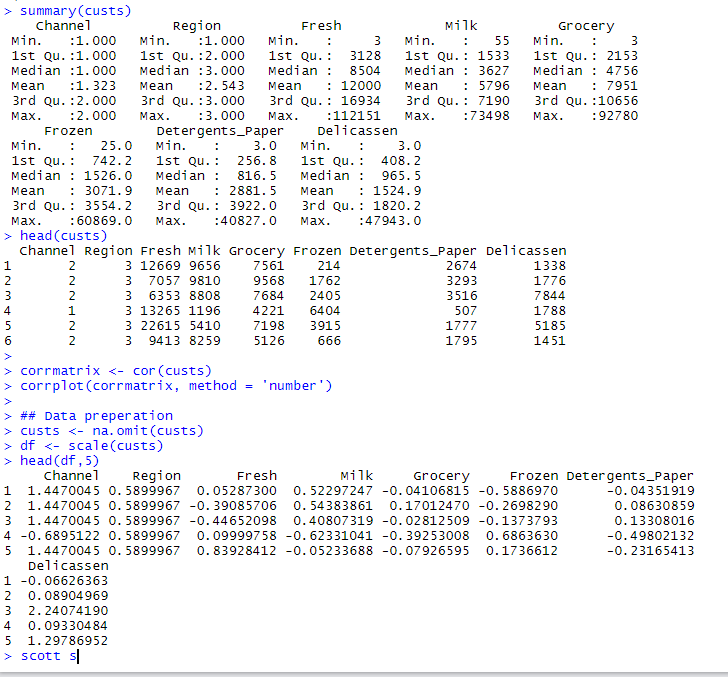 > summary(custs)
    Channel          Region          Fresh             Milk          Grocery     
 Min.   :1.000   Min.   :1.000   Min.   :     3   Min.   :   55   Min.   :    3  
 1st Qu.:1.000   1st Qu.:2.000   1st Qu.:  3128   1st Qu.: 1533   1st Qu.: 2153  
 Median :1.000   Median :3.000   Median :  8504   Median : 3627   Median : 4756  
 Mean   :1.323   Mean   :2.543   Mean   : 12000   Mean   : 5796   Mean   : 7951  
 3rd Qu.:2.000   3rd Qu.:3.000   3rd Qu.: 16934   3rd Qu.: 7190   3rd Qu.:10656  
 Max.   :2.000   Max.   :3.000   Max.   :112151   Max.   :73498   Max.   :92780  
     Frozen        Detergents_Paper    Delicassen     
 Min.   :   25.0   Min.   :    3.0   Min.   :    3.0  
 1st Qu.:  742.2   1st Qu.:  256.8   1st Qu.:  408.2  
 Median : 1526.0   Median :  816.5   Median :  965.5  
 Mean   : 3071.9   Mean   : 2881.5   Mean   : 1524.9  
 3rd Qu.: 3554.2   3rd Qu.: 3922.0   3rd Qu.: 1820.2  
 Max.   :60869.0   Max.   :40827.0   Max.   :47943.0  
> head(custs)
  Channel Region Fresh Milk Grocery Frozen Detergents_Paper Delicassen
1       2      3 12669 9656    7561    214             2674       1338
2       2      3  7057 9810    9568   1762             3293       1776
3       2      3  6353 8808    7684   2405             3516       7844
4       1      3 13265 1196    4221   6404              507       1788
5       2      3 22615 5410    7198   3915             1777       5185
6       2      3  9413 8259    5126    666             1795       1451
>
> corrmatrix <- cor(custs)
> corrplot(corrmatrix, method = 'number')
>
> ## Data preperation
> custs <- na.omit(custs)
> df <- scale(custs)
> head(df,5)
     Channel    Region       Fresh        Milk     Grocery     Frozen Detergents_Paper
1  1.4470045 0.5899967  0.05287300  0.52297247 -0.04106815 -0.5886970      -0.04351919
2  1.4470045 0.5899967 -0.39085706  0.54383861  0.17012470 -0.2698290       0.08630859
3  1.4470045 0.5899967 -0.44652098  0.40807319 -0.02812509 -0.1373793       0.13308016
4 -0.6895122 0.5899967  0.09999758 -0.62331041 -0.39253008  0.6863630      -0.49802132
5  1.4470045 0.5899967  0.83928412 -0.05233688 -0.07926595  0.1736612      -0.23165413
   Delicassen
1 -0.06626363
2  0.08904969
3  2.24074190
4  0.09330484
5  1.29786952
> scott s